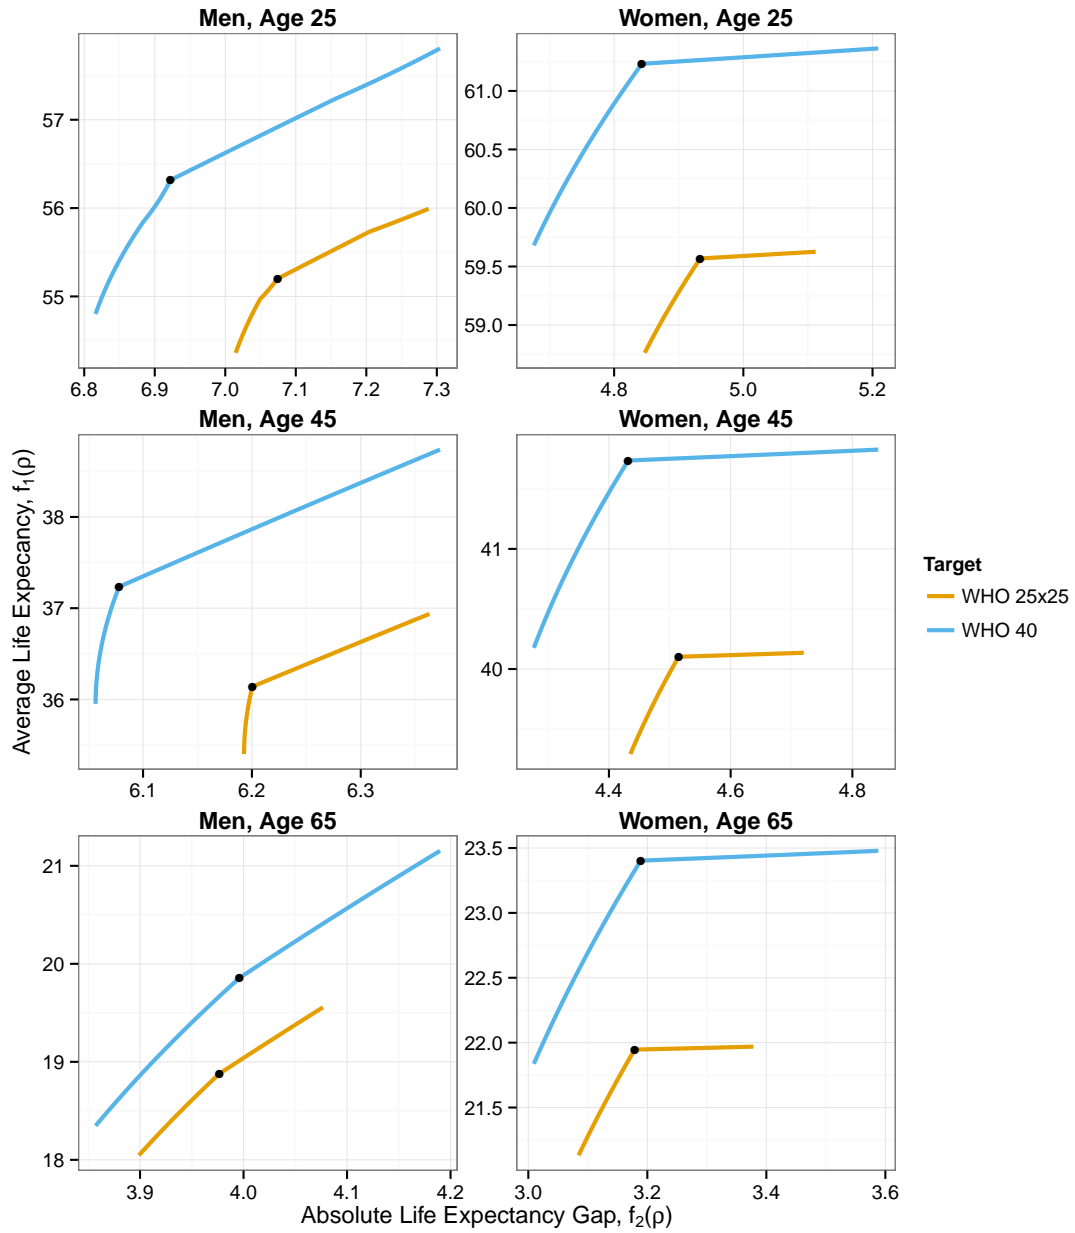 Men, Age 25
Women, Age 25
57
56
55
6.8 6.9 7.0 7.1 7.2 7.3
61.0
60.5
60.0
59.5
59.0
4.8 5.0 5.2
Men, Age 45
Women, Age 45
38
37
36
6.1 6.2 6.3
41
40
4.4 4.6 4.8
Men, Age 65
Women, Age 65
21
20
19
18
3.9 4.0 4.1 4.2
23.5
23.0
22.5
22.0
21.5
3.0 3.2 3.4 3.6
Average Life Expecancy, f₁(ρ)
Absolute Life Expectancy Gap, f₂(ρ)
Target
WHO 25x25
WHO 40